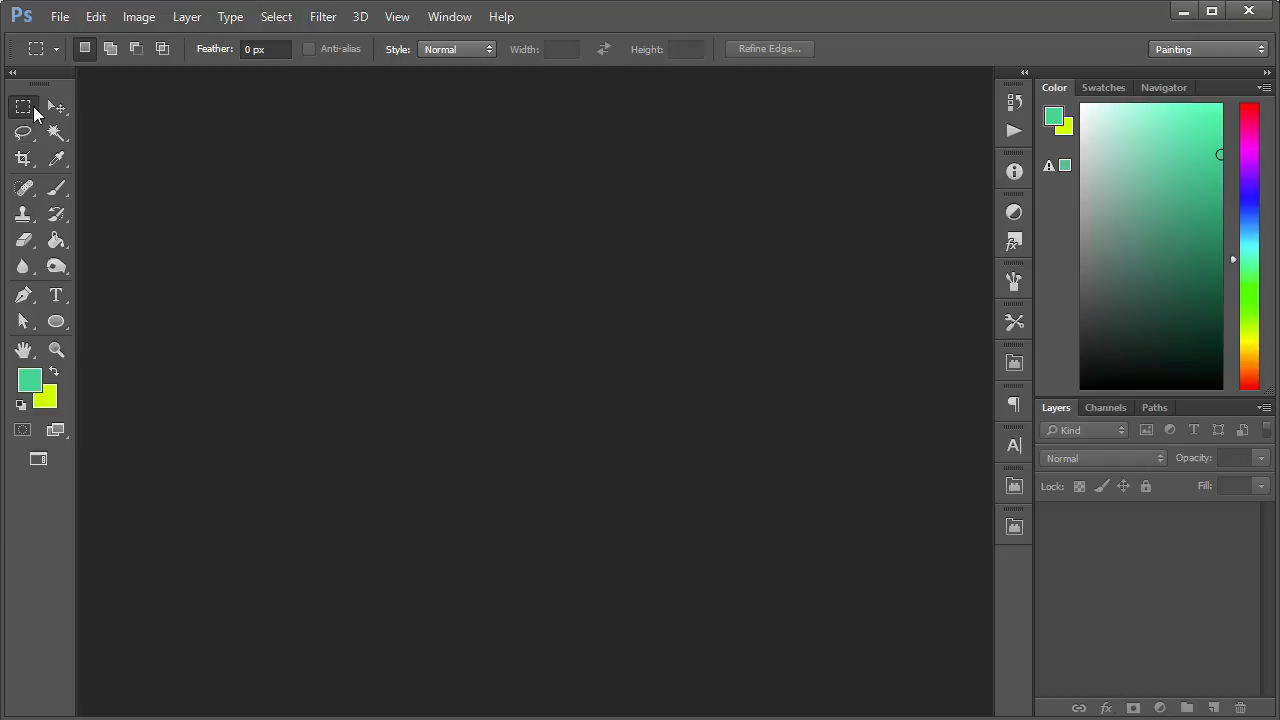 Ps File Edit Image Layer Type Select Filter 3D View Window Help
Feather: 0 px Anti-alias Style: Normal Width: Height: Refine Edge... Painting
Color Swatches Navigator
Layers Channels Paths
Kind
Normal Opacity:
Lock: Fill: